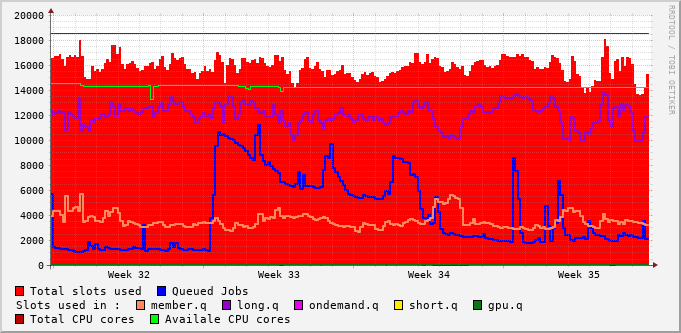 20000
18000
16000
14000
12000
10000
8000
6000
4000
2000
0
Week 32 Week 33 Week 34 Week 35
RRDTOOL / TOBI OETIKER
Total slots used Queued Jobs
Slots used in : member.q long.q ondemand.q short.q gpu.q
Total CPU cores Availale CPU cores